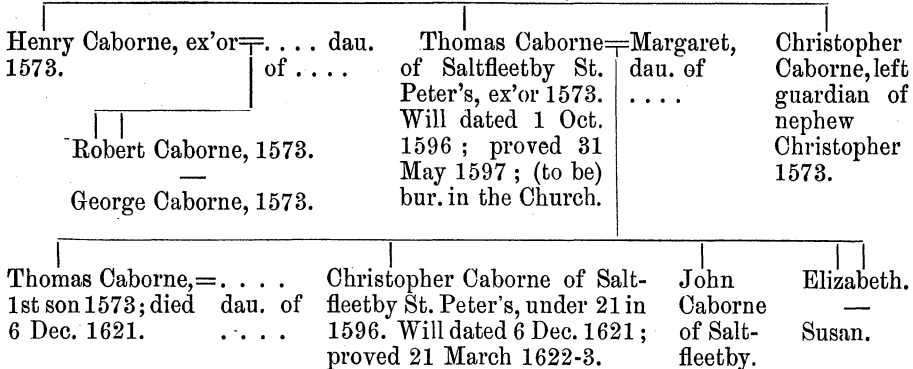 Henry Caborne, ex'or = . . . . dau.
1573. of . . . .
Thomas Caborne = Margaret,
of Saltfleetby St. dau. of
Peter's, ex'or 1573. . . . .
Will dated 1 Oct.
1596 ; proved 31
May 1597 ; (to be)
bur. in the Church.
Christopher
Caborne, left
guardian of
nephew
Christopher
1573.
Robert Caborne, 1573.
—
George Caborne, 1573.
Thomas Caborne, = . . . .
1st son 1573; died dau. of
6 Dec. 1621. . . . .
Christopher Caborne of Salt-
fleetby St. Peter's, under 21 in
1596. Will dated 6 Dec. 1621 ;
proved 21 March 1622-3.
John
Caborne
of Salt-
fleetby.
Elizabeth.
—
Susan.